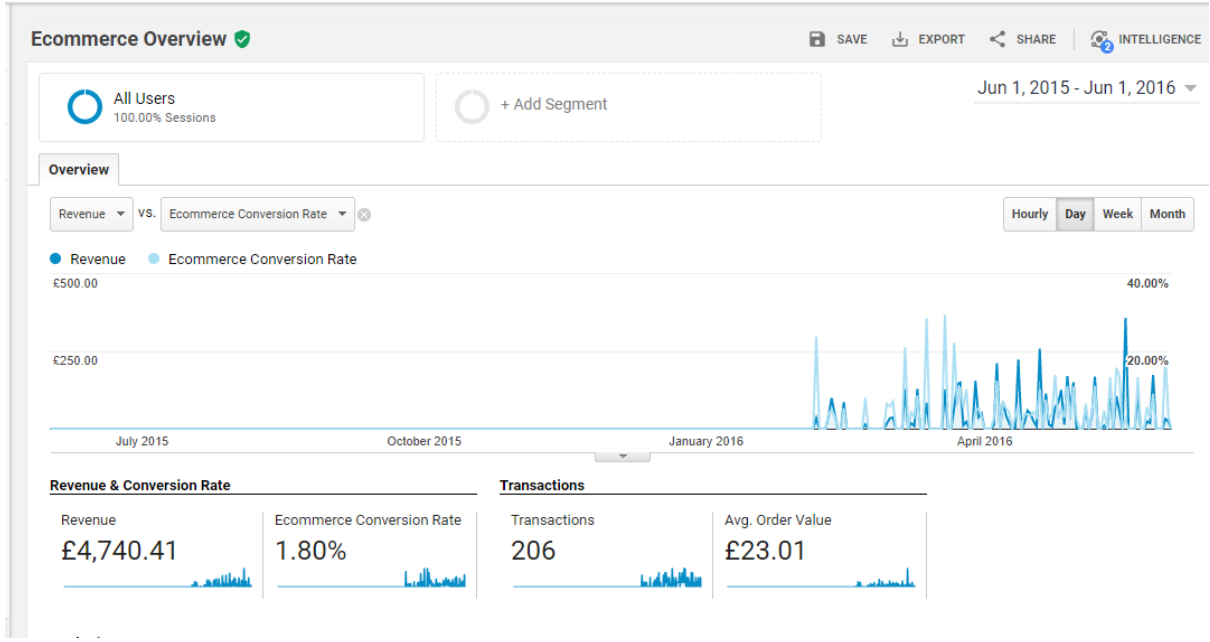 Ecommerce Overview
SAVE EXPORT SHARE 2 INTELLIGENCE
All Users
100.00% Sessions
+ Add Segment
Jun 1, 2015 - Jun 1, 2016
Overview
Revenue VS. Ecommerce Conversion Rate
Hourly Day Week Month
Revenue Ecommerce Conversion Rate
£500.00 40.00%
£250.00 20.00%
July 2015 October 2015 January 2016 April 2016
Revenue & Conversion Rate Transactions
Revenue Ecommerce Conversion Rate Transactions Avg. Order Value
£4,740.41 1.80% 206 £23.01